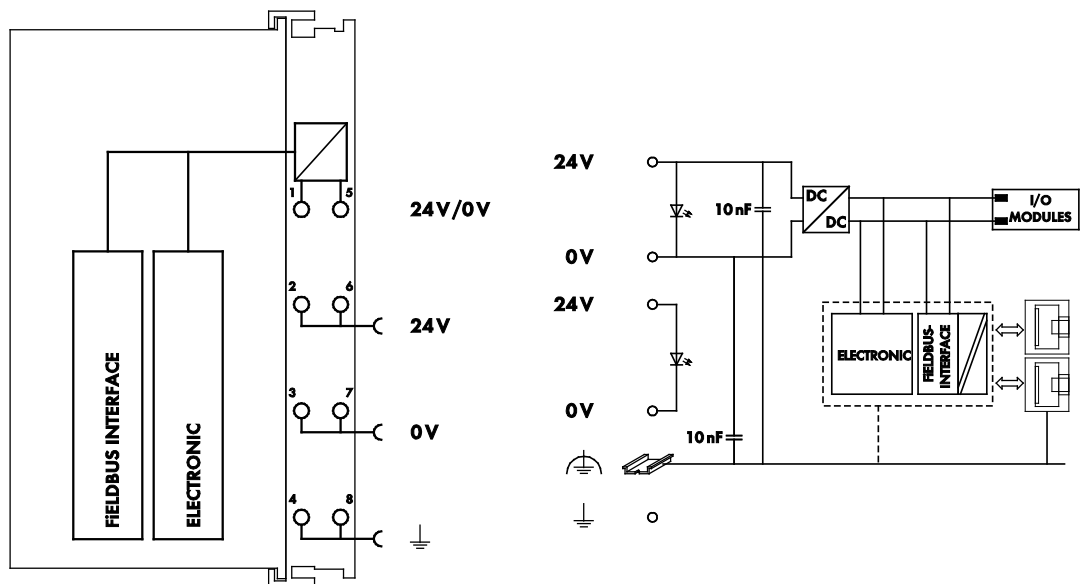 1 5
24V/0V
2 6
24V
3 7
0V
4 8
FiELDBUS INTERFACE
ELECTRONIC
24V
10nF
0V
24V
0V
10nF
DC
DC
I/O
MODULES
ELECTRONIC
FiELDBUS-
INTERFACE